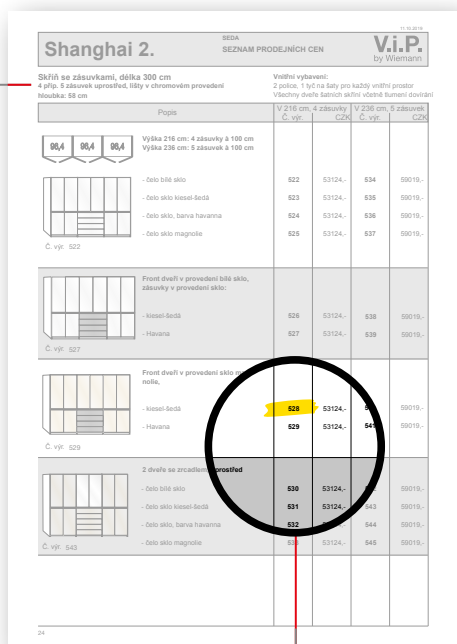 11.10.2019
Shanghai 2.
SEDA
SEZNAM PRODEJNÍCH CEN
V.i.P.
by Wiemann
Skříň se zásuvkami, délka 300 cm
4 příp. 5 zásuvek uprostřed, lišty v chromovém provedení
hloubka: 58 cm
Vnitřní vybavení:
2 police, 1 tyč na šaty pro každý vnitřní prostor
Všechny dveře šatních skříní včetně tlumení dovírání
Popis
V 216 cm, 4 zásuvky
V 236 cm, 5 zásuvek
Č. výr. CZK Č. výr. CZK
98,4 98,4 98,4
Výška 216 cm: 4 zásuvky à 100 cm
Výška 236 cm: 5 zásuvek à 100 cm
- čelo bílé sklo 522 53124,- 534 59019,-
- čelo sklo kiesel-šedá 523 53124,- 535 59019,-
- čelo sklo, barva havanna 524 53124,- 536 59019,-
- čelo sklo magnolie 525 53124,- 537 59019,-
Č. výr. 522
Front dveří v provedení bílé sklo,
zásuvky v provedení sklo:
- kiesel-šedá 526 53124,- 538 59019,-
- Havana 527 53124,- 539 59019,-
Č. výr. 527
Front dveří v provedení sklo
nolie,
- kiesel-šedá 528 53124,- 59019,-
- Havana 529 53124,- 541 59019,-
Č. výr. 529
2 dveře se zrcadlem, uprostřed
- čelo bílé sklo 530 53124,- 59019,-
- čelo sklo kiesel-šedá 531 53124,- 543 59019,-
- čelo sklo, barva havanna 532 53124,- 544 59019,-
- čelo sklo magnolie 53124,- 545 59019,-
Č. výr. 543
24